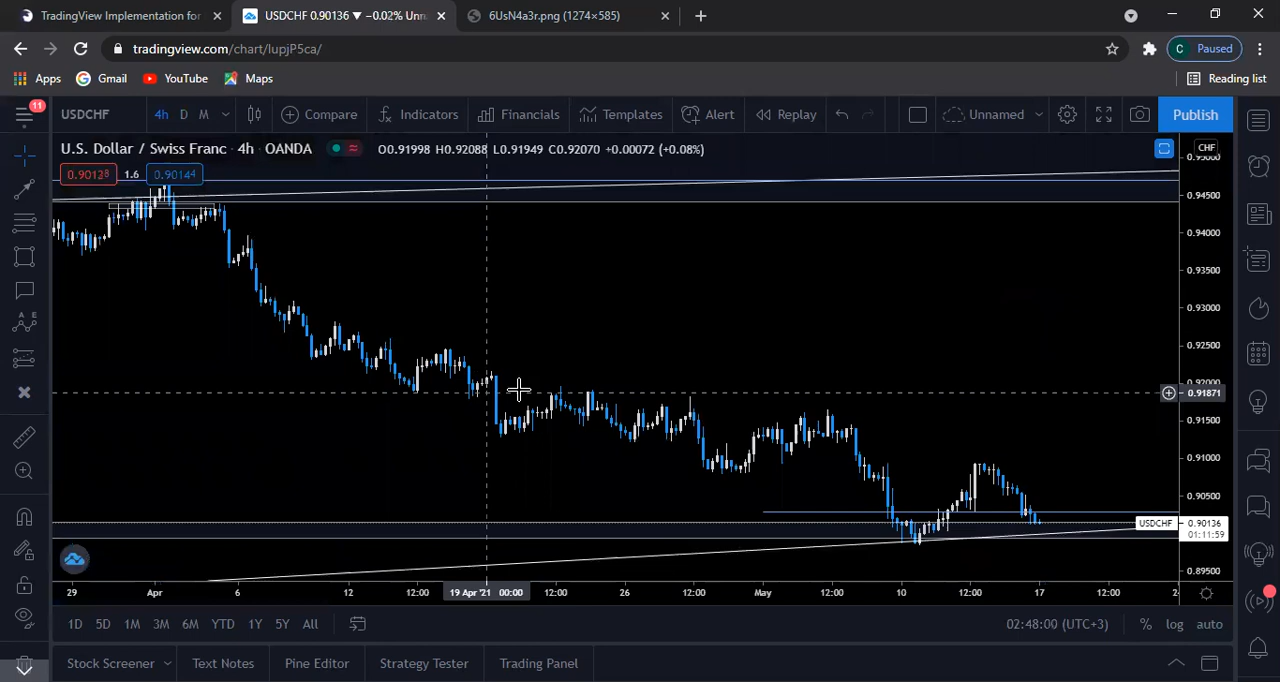 TradingView Implementation for
USDCHF 0.90136 ▼ −0.02% Unn
6UsN4a3r.png (1274×585)
tradingview.com/chart/lupjP5ca/
C Paused
Apps Gmail YouTube Maps Reading list
11 USDCHF 4h D M Compare Indicators Financials Templates Alert Replay Unnamed Publish
U.S. Dollar / Swiss Franc · 4h · OANDA O0.91998 H0.92088 L0.91949 C0.92070 +0.00072 (+0.08%) CHF
0.95000
0.90128 1.6 0.90144
0.94500
0.94000
0.93500
0.93000
0.92500
0.92000
0.91871
0.91500
0.91000
0.90500
USDCHF 0.90136
01:11:59
0.89500
29 Apr 6 12 12:00 19 Apr '21 00:00 12:00 26 12:00 May 12:00 10 12:00 17 12:00
1D 5D 1M 3M 6M YTD 1Y 5Y All 02:48:00 (UTC+3) % log auto
Stock Screener Text Notes Pine Editor Strategy Tester Trading Panel